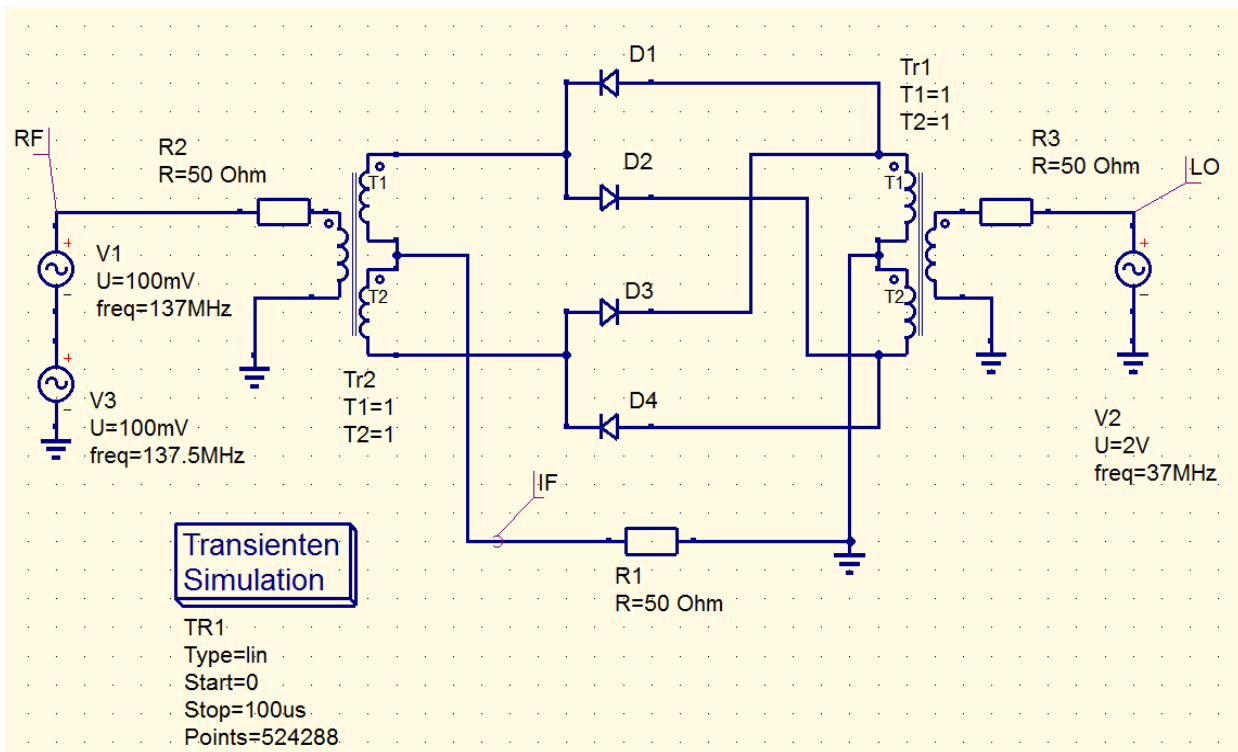 D1
Tr1
T1=1
T2=1
RF
R2
R=50 Ohm
D2
R3
R=50 Ohm
LO
T1
T1
+
V1
U=100mV
freq=137MHz
−
+
−
T2
D3
T2
+
V3
U=100mV
freq=137.5MHz
−
Tr2
T1=1
T2=1
D4
V2
U=2V
freq=37MHz
IF
Transienten
Simulation
R1
R=50 Ohm
TR1
Type=lin
Start=0
Stop=100us
Points=524288